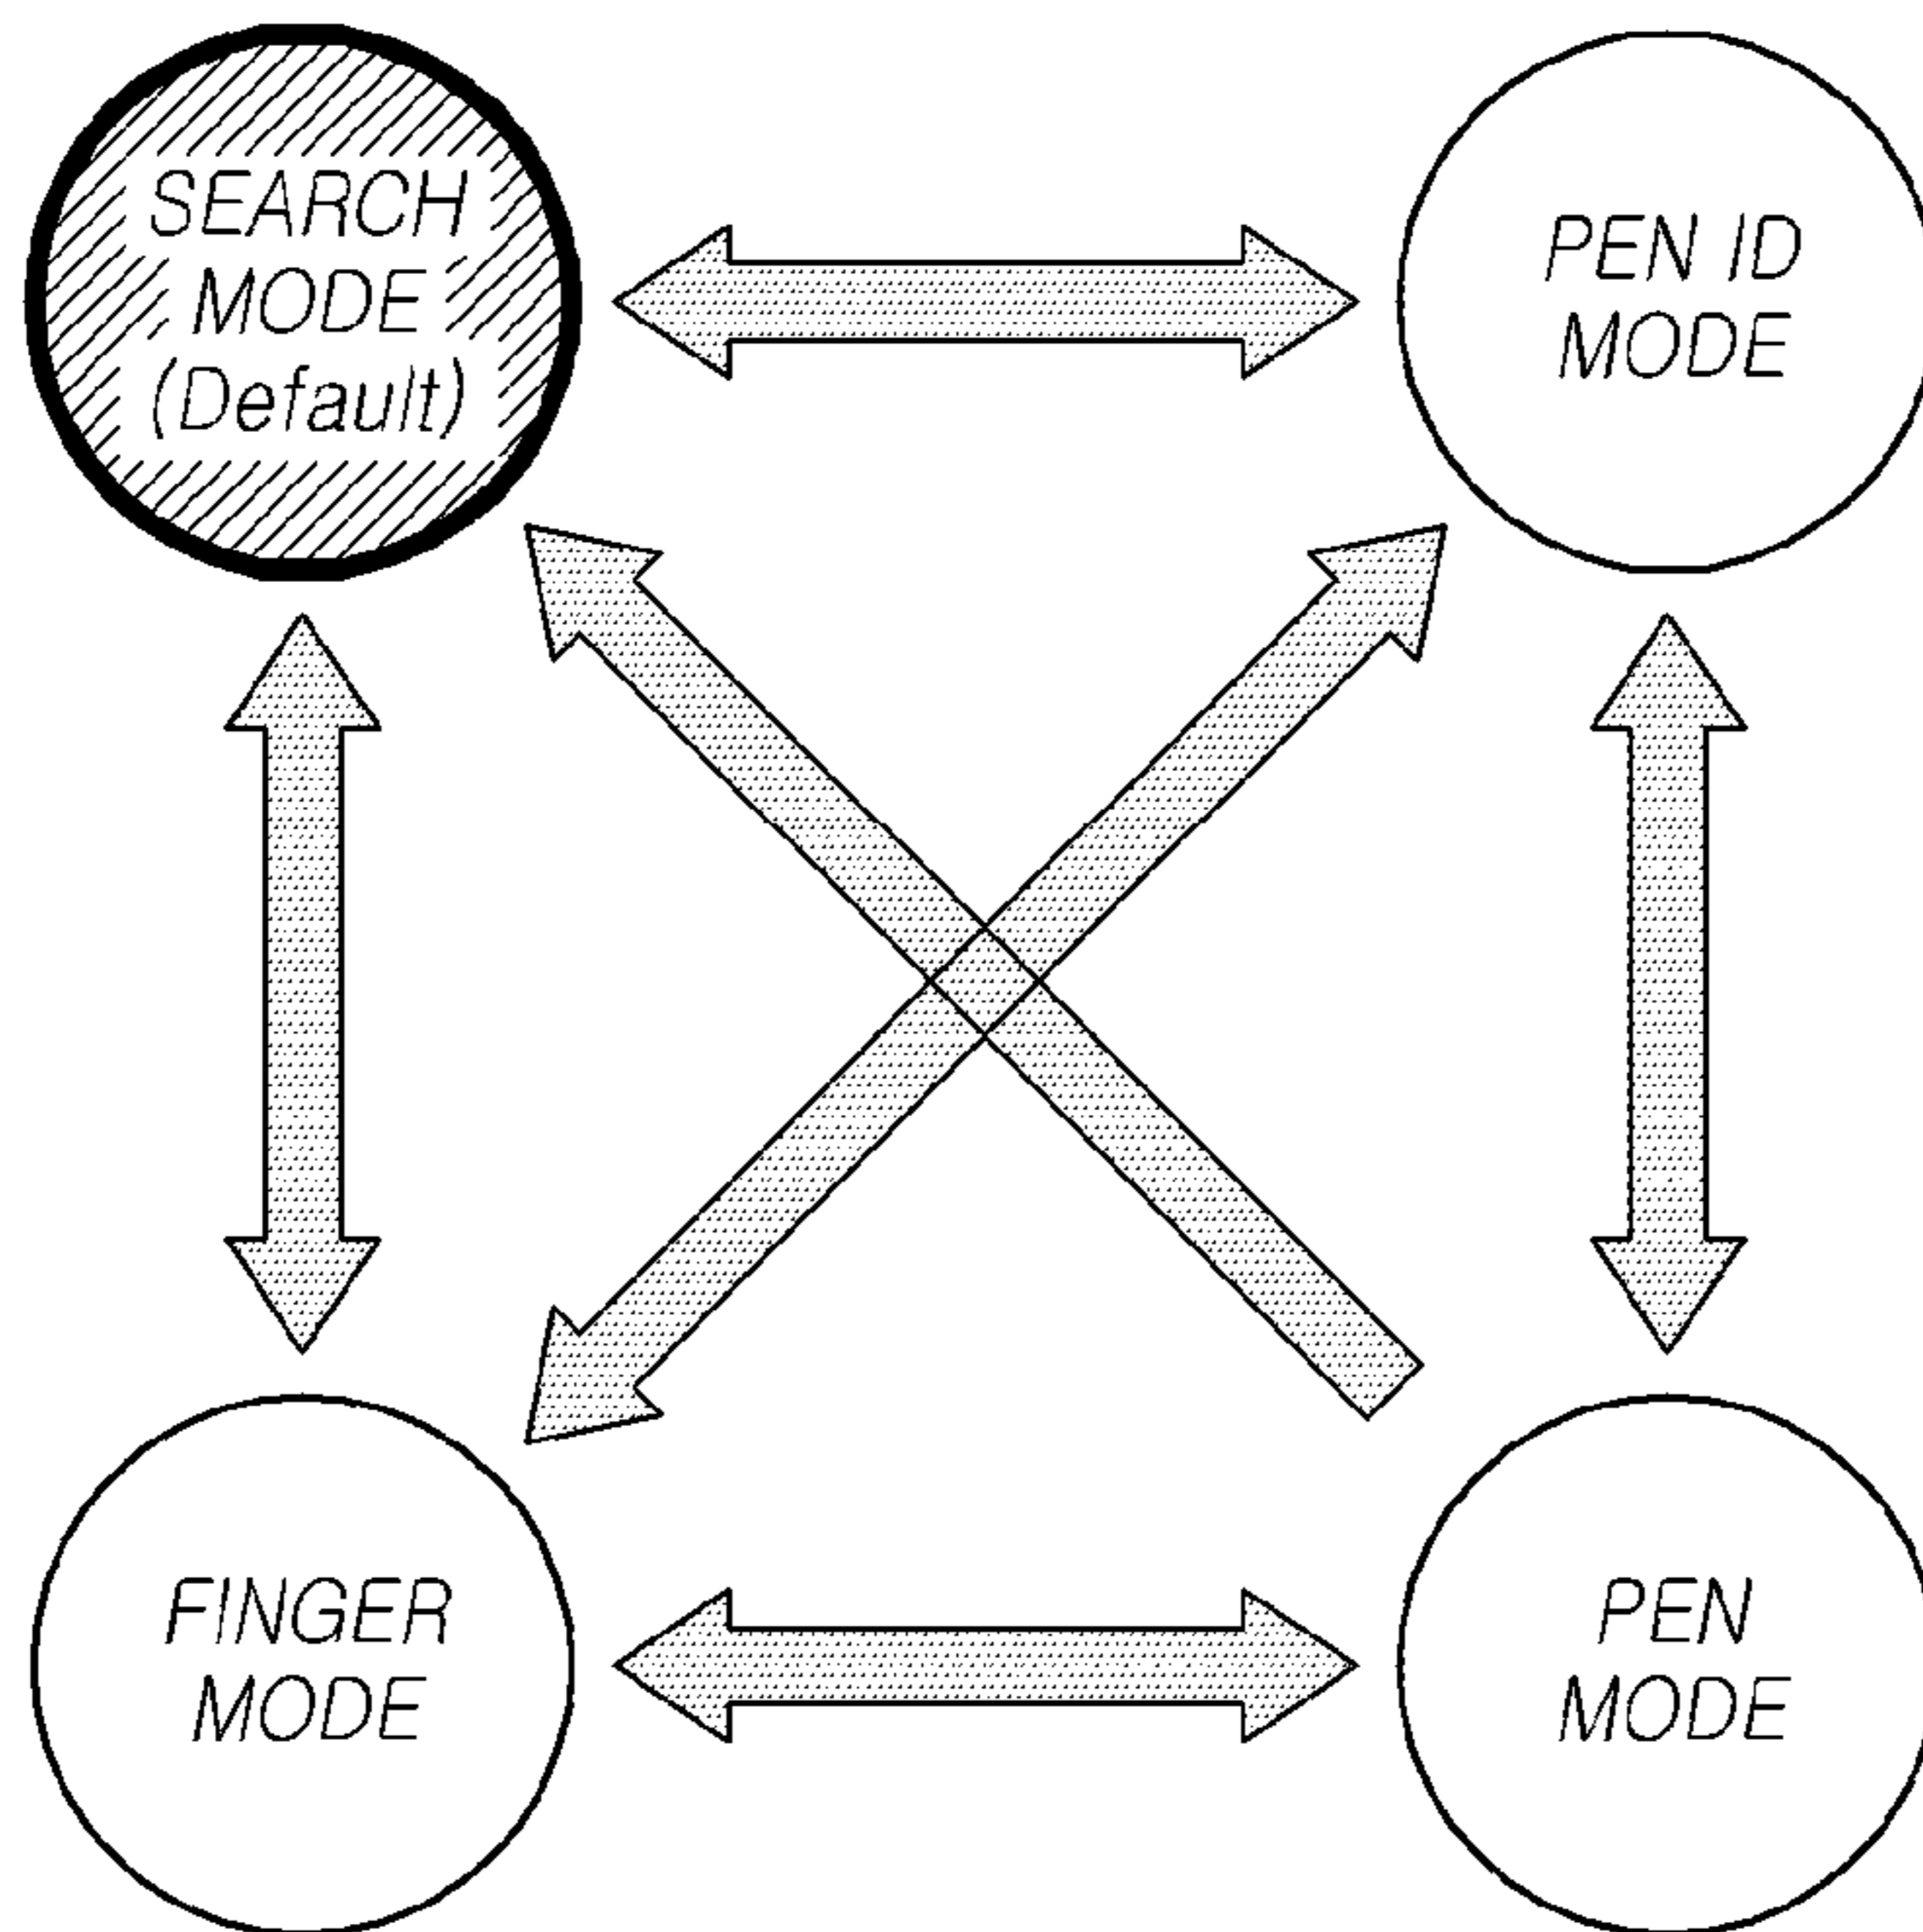 SEARCH
MODE
(Default)
PEN ID
MODE
FINGER
MODE
PEN
MODE